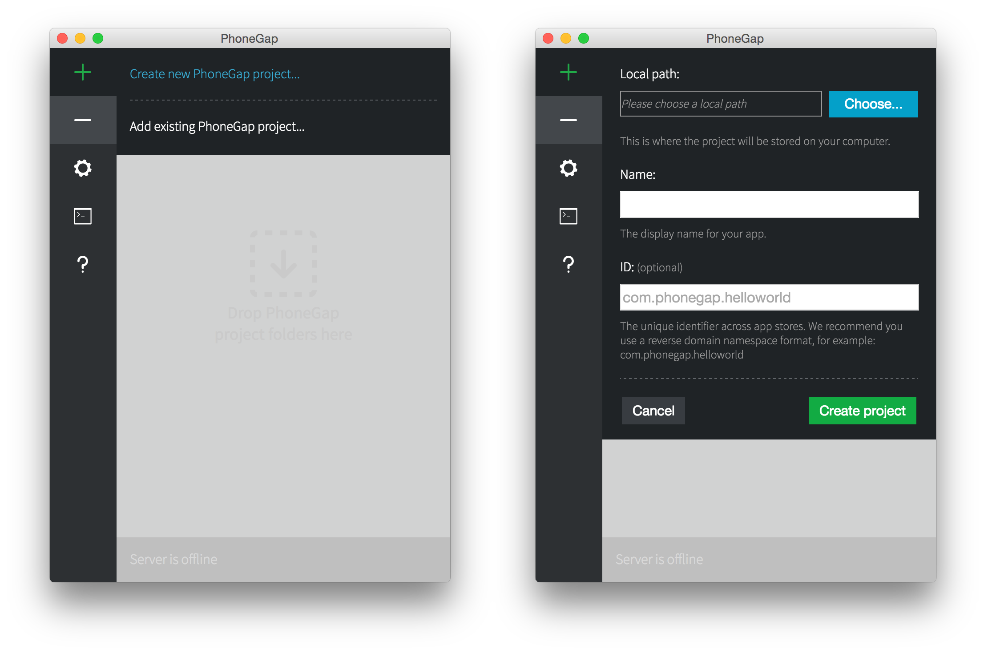 PhoneGap
Create new PhoneGap project...
Add existing PhoneGap project...
Drop PhoneGap
project folders here
Server is offline
PhoneGap
Local path:
Please choose a local path
Choose...
This is where the project will be stored on your computer.
Name:
The display name for your app.
ID: (optional)
com.phonegap.helloworld
The unique identifier across app stores. We recommend you
use a reverse domain namespace format, for example:
com.phonegap.helloworld
Cancel
Create project
Server is offline